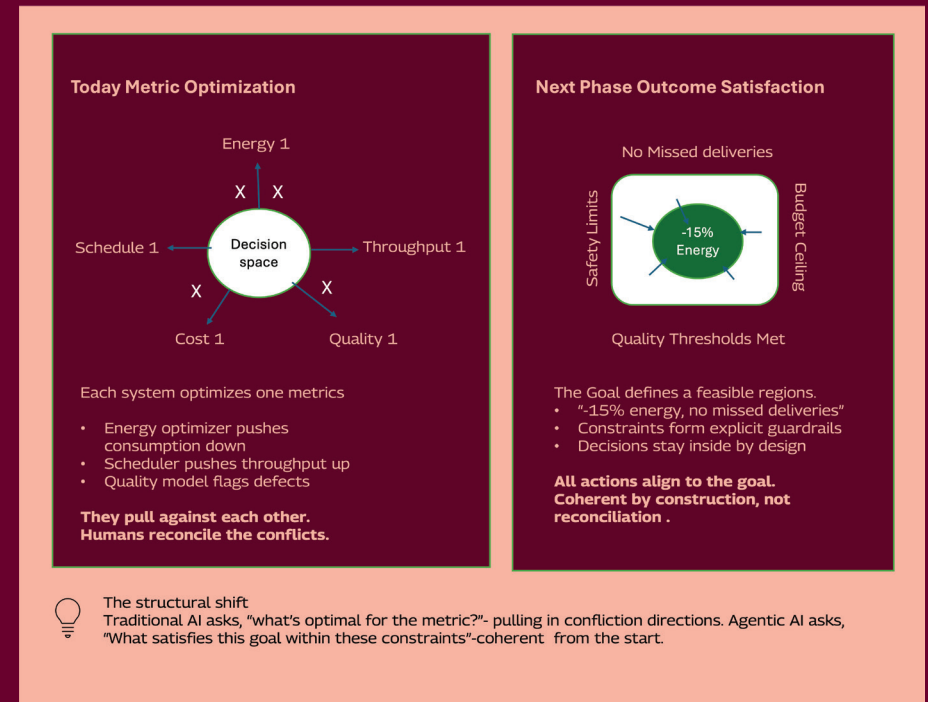 Today Metric Optimization
Energy 1
X X
Schedule 1
Decision
space
Throughput 1
X
X
Cost 1
Quality 1
Each system optimizes one metrics
• Energy optimizer pushes
consumption down
• Scheduler pushes throughput up
• Quality model flags defects
They pull against each other.
Humans reconcile the conflicts.
Next Phase Outcome Satisfaction
No Missed deliveries
Safety Limits
-15%
Energy
Budget Ceiling
Quality Thresholds Met
The Goal defines a feasible regions.
• "-15% energy, no missed deliveries"
• Constraints form explicit guardrails
• Decisions stay inside by design
All actions align to the goal.
Coherent by construction, not
reconciliation .
The structural shift
Traditional AI asks, "what's optimal for the metric?"- pulling in confliction directions. Agentic AI asks,
"What satisfies this goal within these constraints"-coherent from the start.